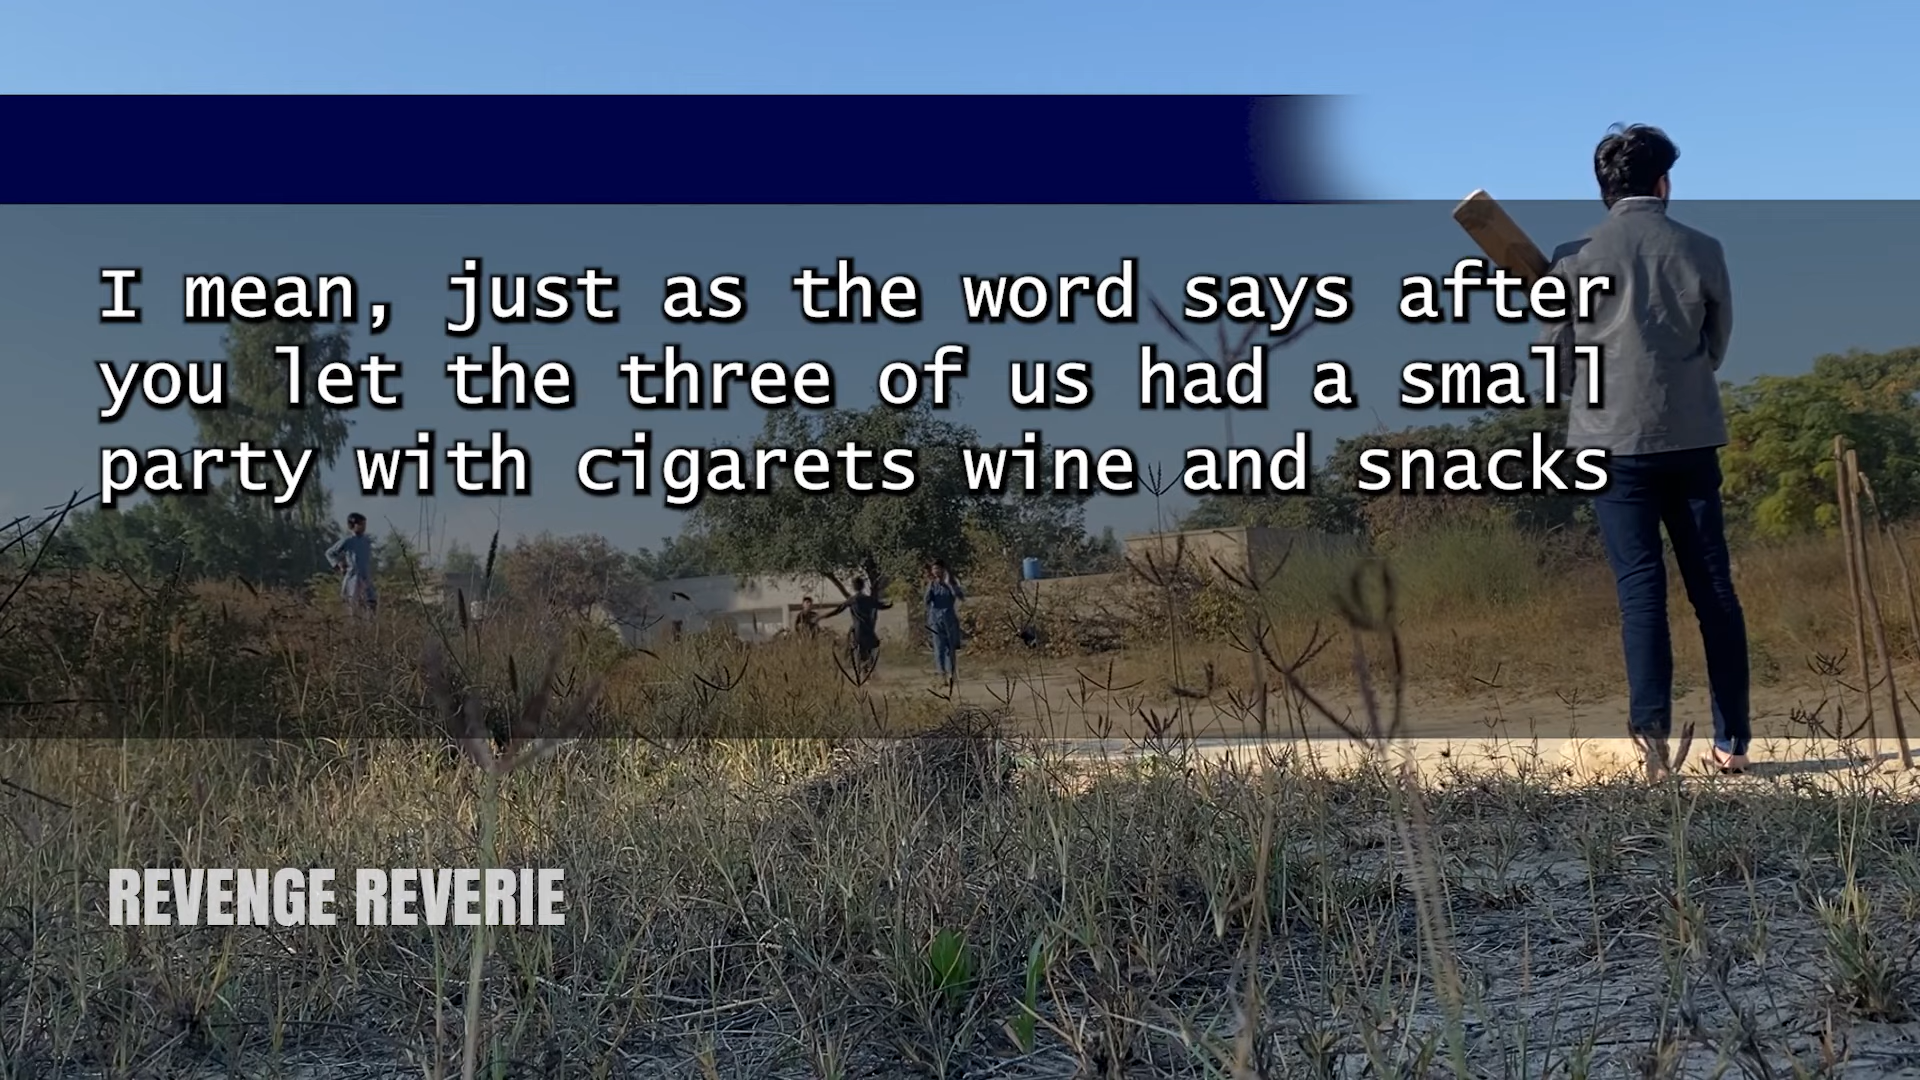 I mean, just as the word says after
you let the three of us had a small
party with cigarets wine and snacks
REVENGE REVERIE